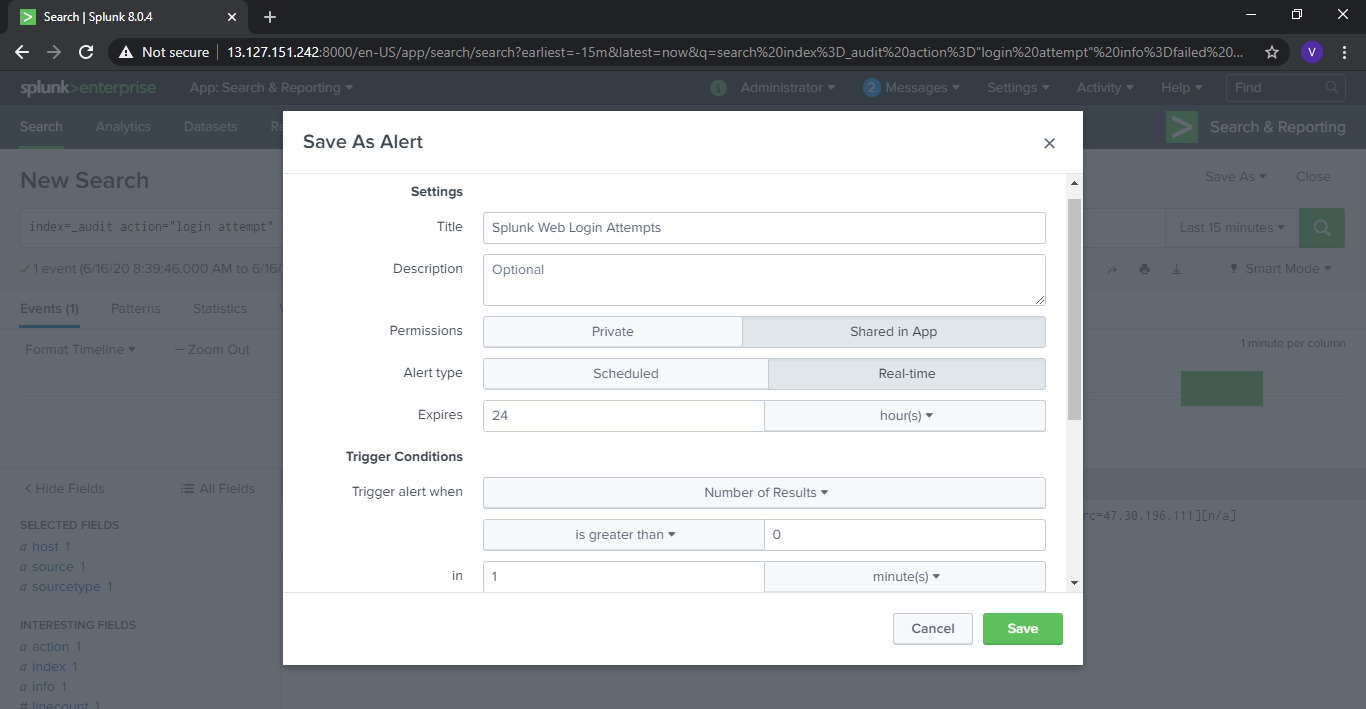 Search | Splunk 8.0.4
Not secure 13.127.151.242:8000/en-US/app/search/search?earliest=-15m&latest=now&q=search%20index%3D_audit%20action%3D"login%20attempt"%20info%3Dfailed%20... V
splunk>enterprise App: Search & Reporting Administrator 2 Messages Settings Activity Help Find
Search Analytics Datasets Search & Reporting
Save As Alert
New Search Save As Close
Settings
index=_audit action="login attempt" Last 15 minutes
Title Splunk Web Login Attempts
1 event (6/16/20 8:39:46.000 AM to 6/16/ Smart Mode
Description Optional
Events (1) Patterns Statistics
Permissions Private Shared in App
Format Timeline Zoom Out 1 minute per column
Alert type Scheduled Real-time
Expires 24 hour(s)
Trigger Conditions
Hide Fields All Fields
Trigger alert when Number of Results
SELECTED FIELDS
rc=47.30.196.111][n/a]
is greater than 0
a host 1
a source 1
in 1 minute(s)
a sourcetype 1
INTERESTING FIELDS
Cancel Save
a action 1
a index 1
a info 1
# linecount 1